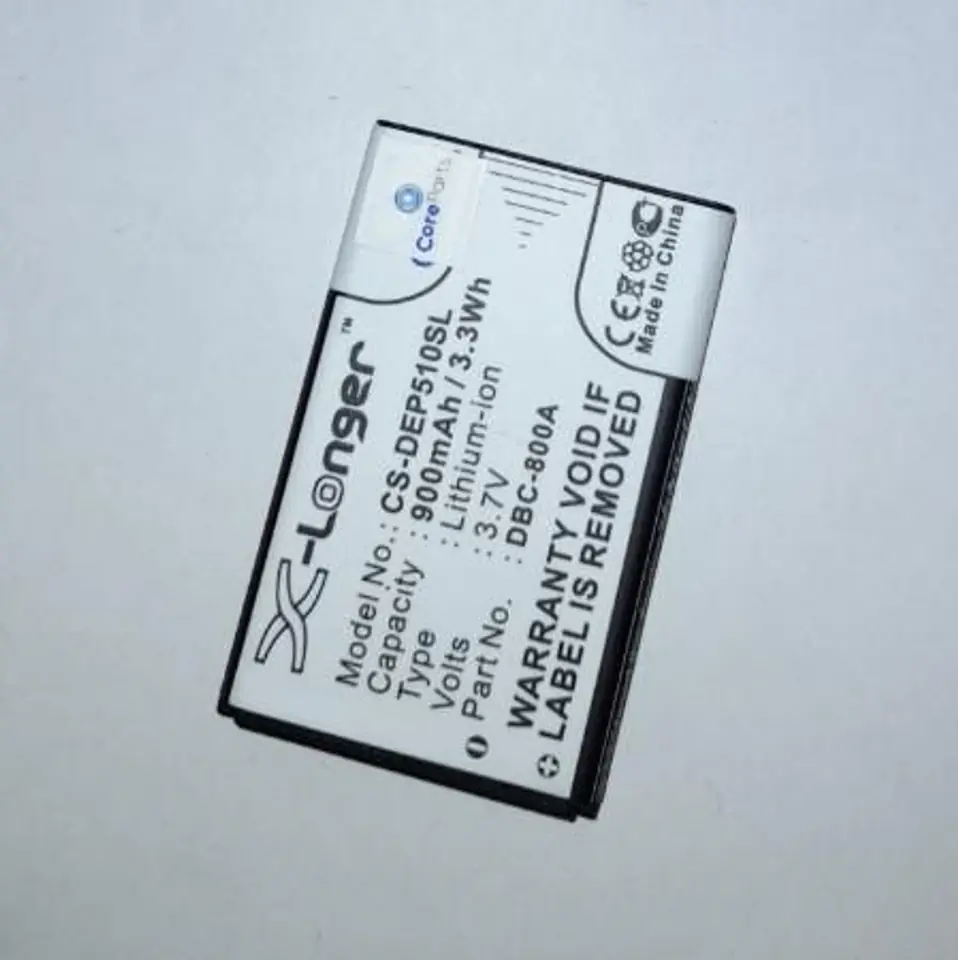 (CoreParts
X-Longer™
Model No.: CS-DEP510SL
Capacity : 900mAh / 3.3Wh
Type : Lithium-Ion
Volts : 3.7V
Part No. : DBC-800A
WARRANTY VOID IF
LABEL IS REMOVED
CE
Made in China